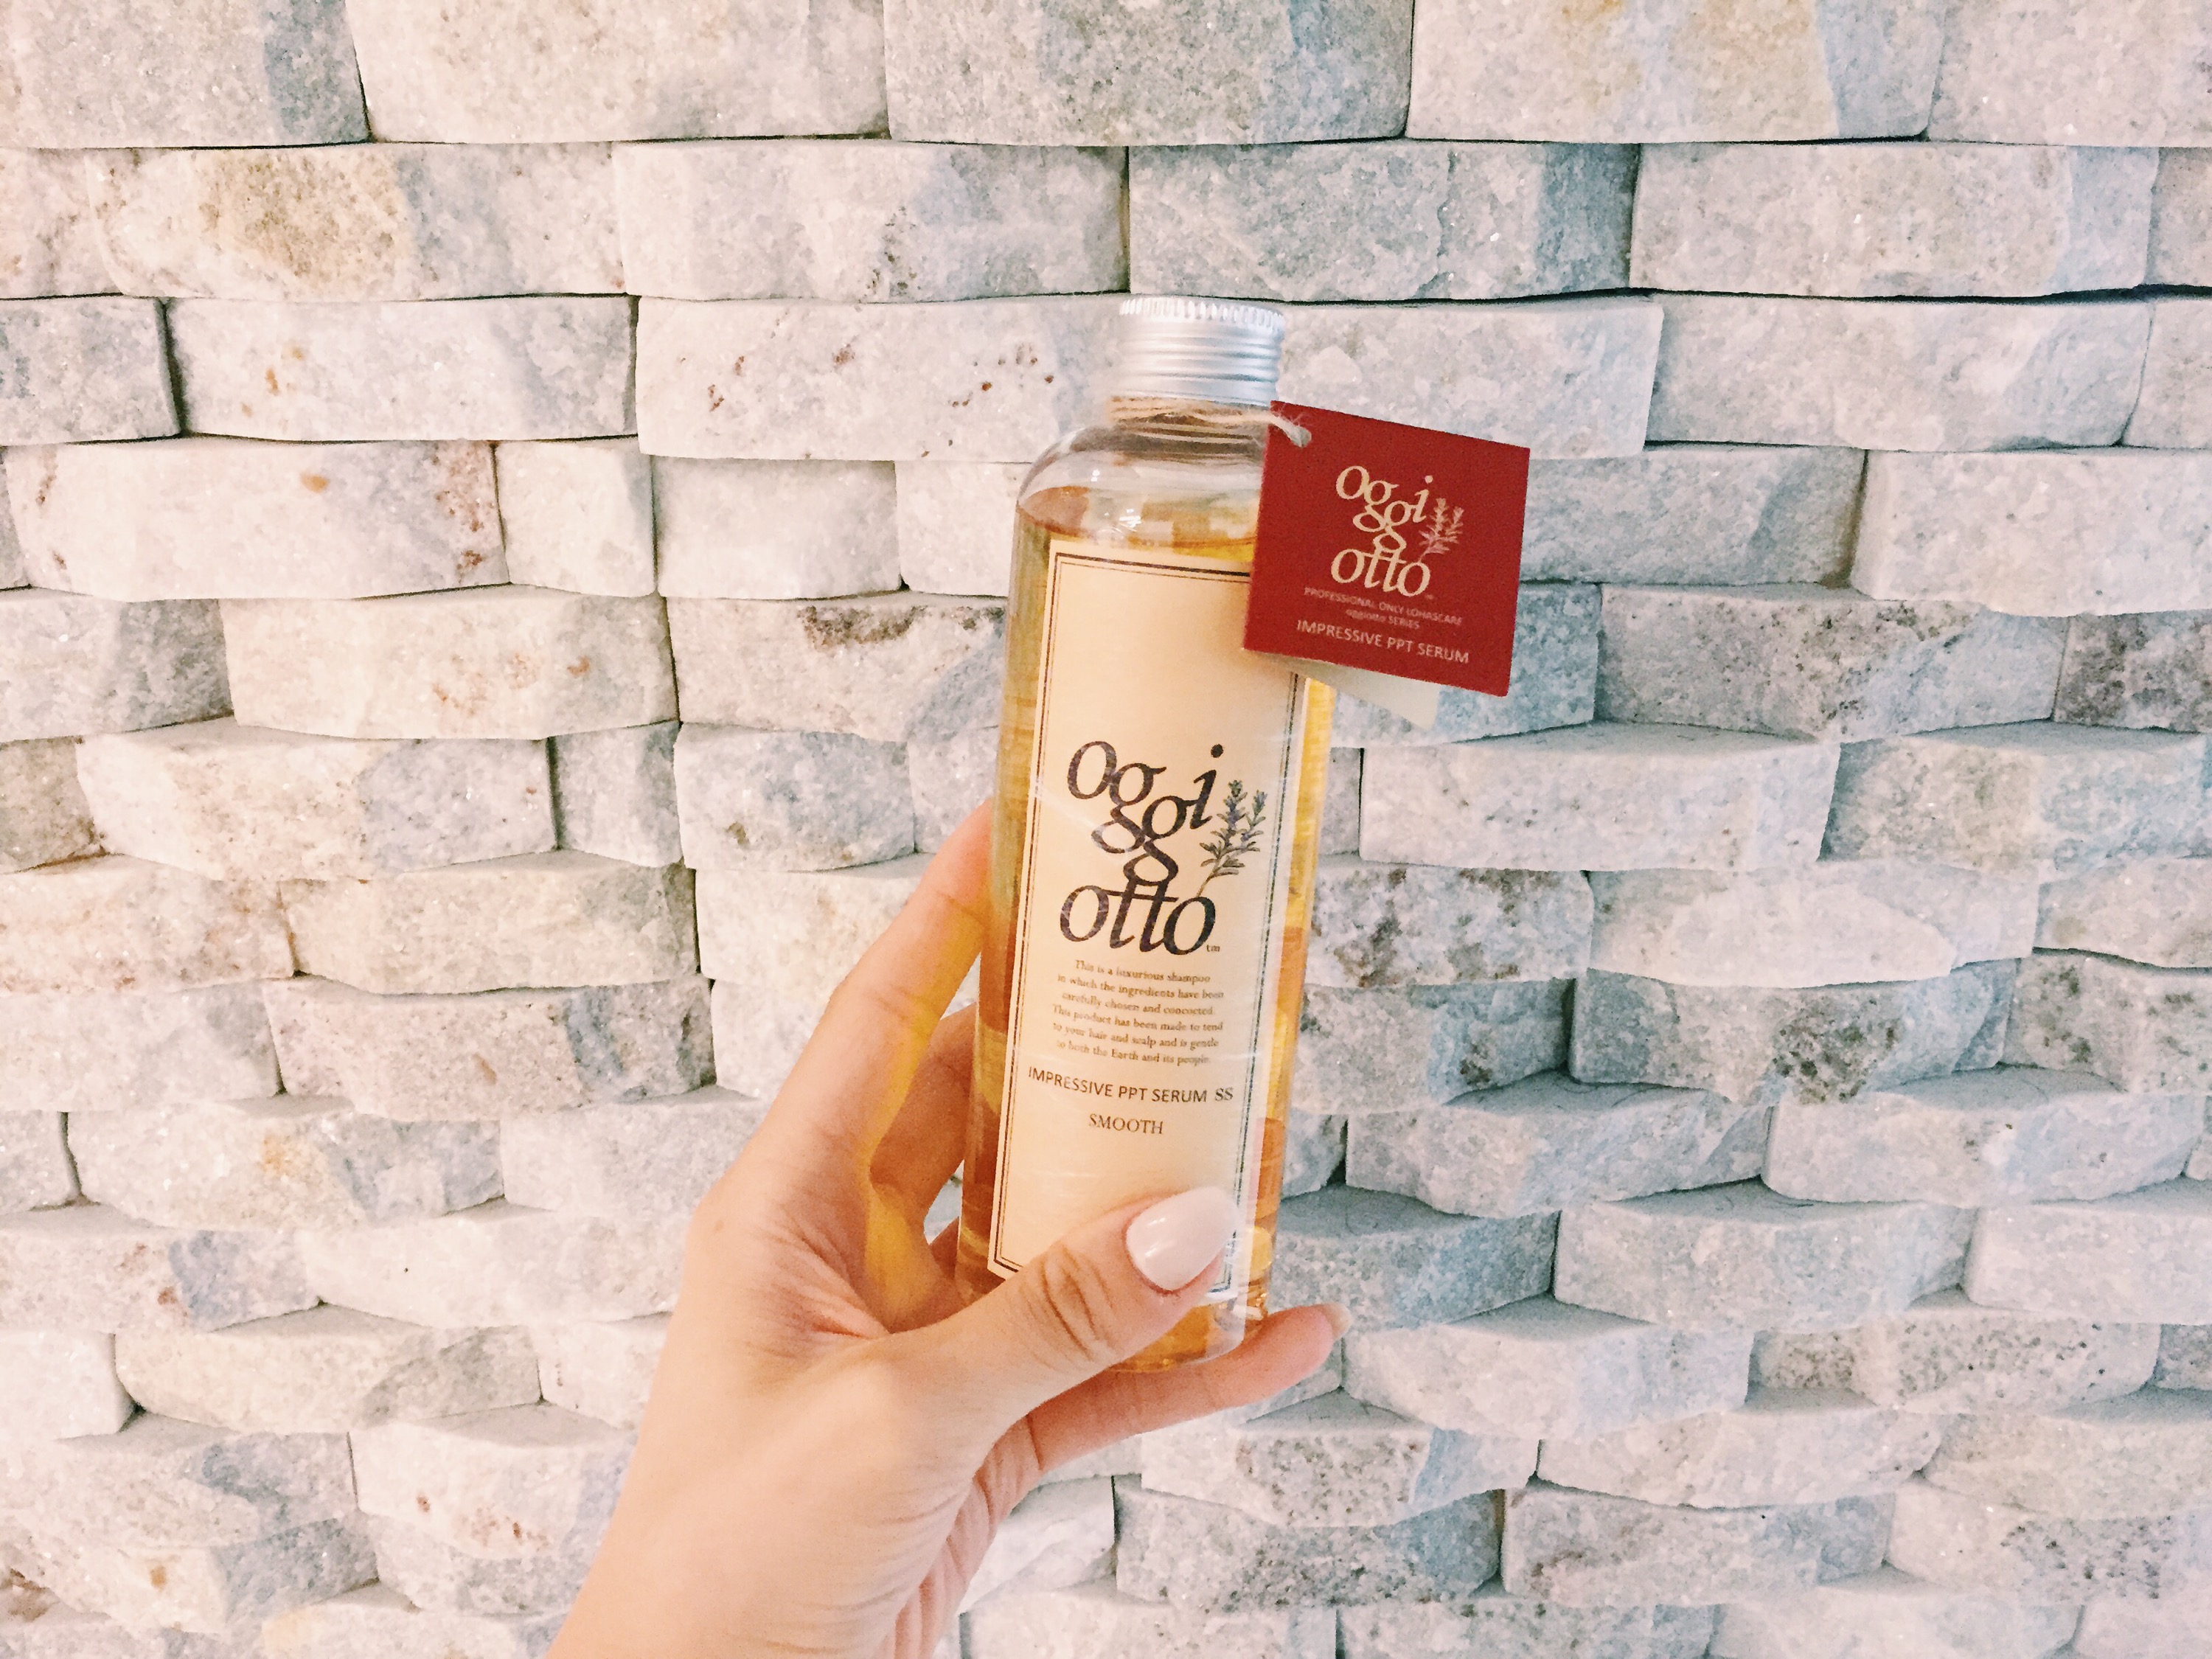 oggi
otto
PROFESSIONAL ONLY LOHASCARE
oggiotto SERIES
IMPRESSIVE PPT SERUM
oggi
otto
tm
This is a luxurious shampoo
in which the ingredients have been
carefully chosen and concocted.
This product has been made to tend
to your hair and scalp and is gentle
to both the Earth and its people.
IMPRESSIVE PPT SERUM SS
SMOOTH